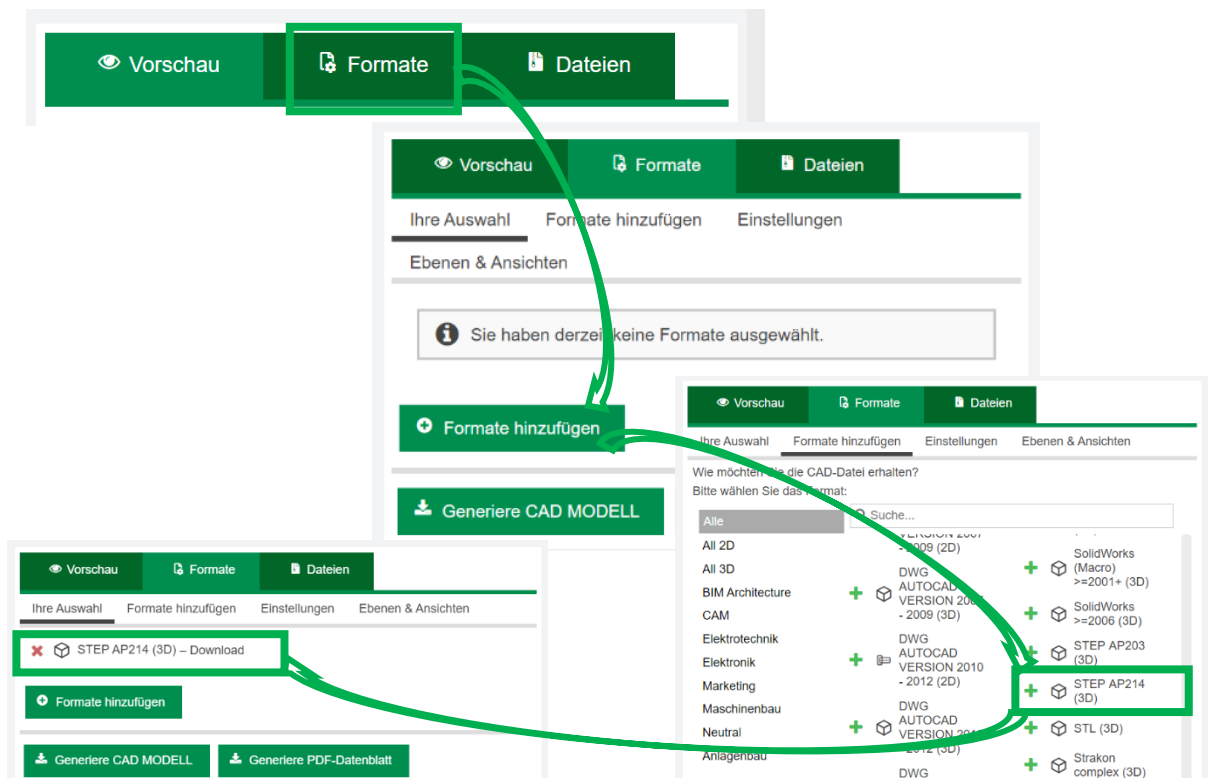 Vorschau Formate Dateien
Vorschau Formate Dateien
Ihre Auswahl Formate hinzufügen Einstellungen
Ebenen & Ansichten
Sie haben derzeit keine Formate ausgewählt.
Formate hinzufügen
Generiere CAD MODELL
Vorschau Formate Dateien
Ihre Auswahl Formate hinzufügen Einstellungen Ebenen & Ansichten
Wie möchten Sie die CAD-Datei erhalten?
Bitte wählen Sie das Format:
Suche...
Alle
All 2D
All 3D
BIM Architecture
CAM
Elektrotechnik
Elektronik
Marketing
Maschinenbau
Neutral
Anlagenbau
VERSION 2007
- 2009 (2D)
DWG
AUTOCAD
VERSION 2007
- 2009 (3D)
DWG
AUTOCAD
VERSION 2010
- 2012 (2D)
DWG
AUTOCAD
VERSION 2010
- 2012 (3D)
DWG
SolidWorks
(Macro)
>=2001+ (3D)
SolidWorks
>=2006 (3D)
STEP AP203
(3D)
STEP AP214
(3D)
STL (3D)
Strakon
complex (3D)
Vorschau Formate Dateien
Ihre Auswahl Formate hinzufügen Einstellungen Ebenen & Ansichten
STEP AP214 (3D) – Download
Formate hinzufügen
Generiere CAD MODELL Generiere PDF-Datenblatt